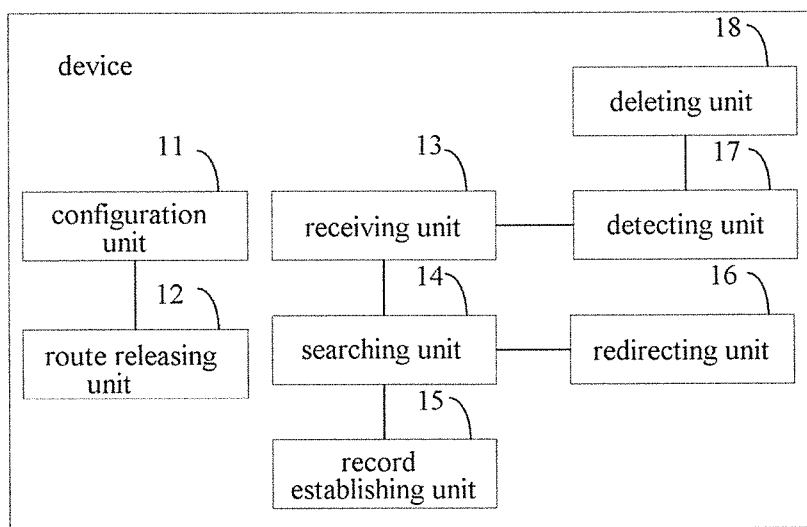 device
18
deleting unit
11
configuration
unit
13
receiving unit
17
detecting unit
12
route releasing
unit
14
searching unit
16
redirecting unit
15
record
establishing unit